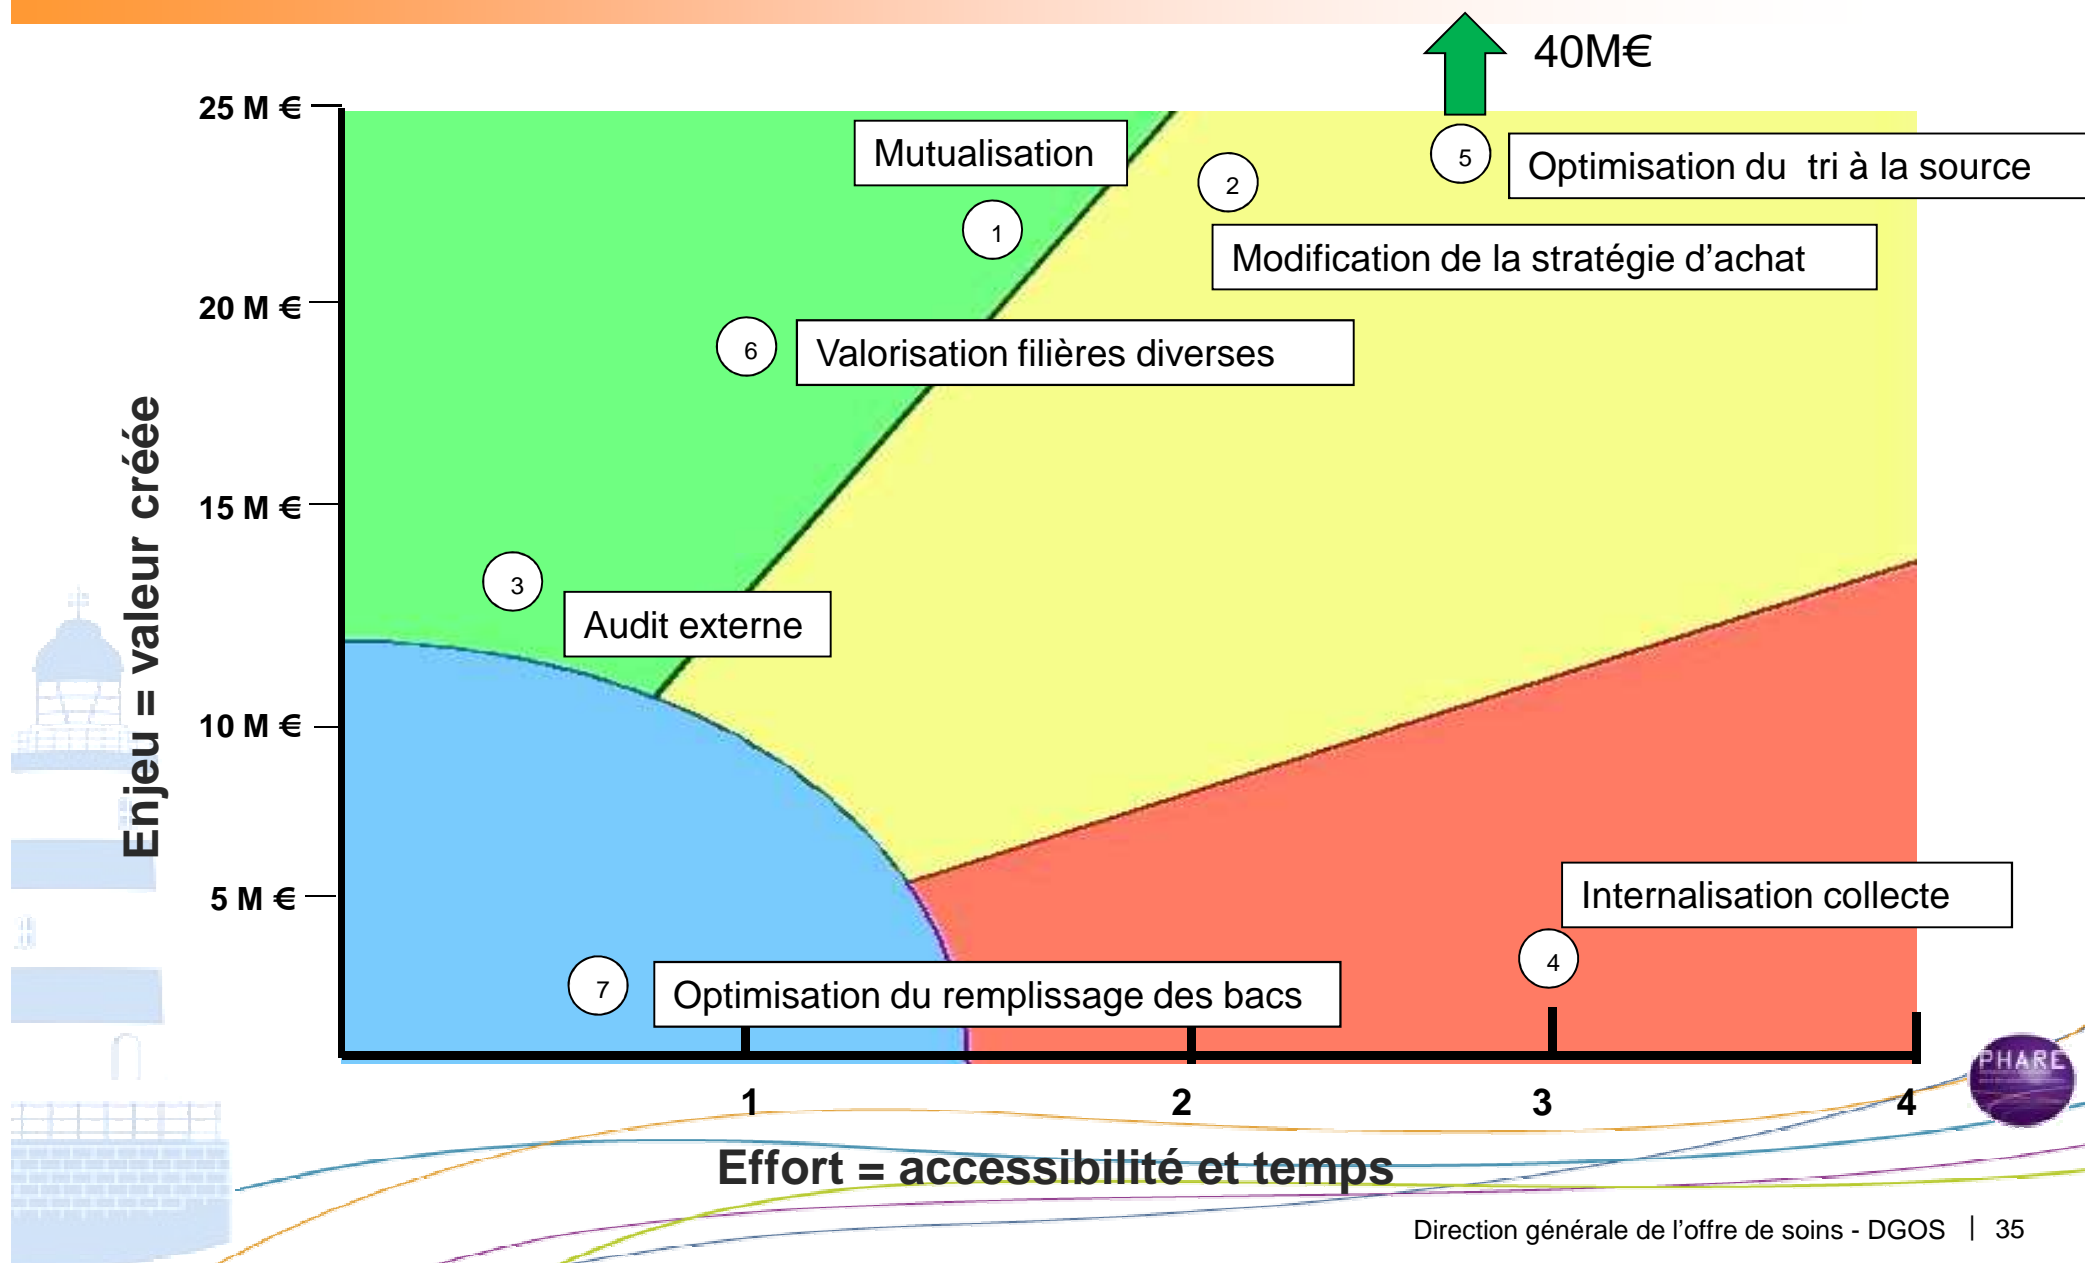 40M€
25 M €
Mutualisation
5
Optimisation du  tri à la source
2
1
Modification de la stratégie d’achat
20 M €
6
Valorisation filières diverses
Enjeu = valeur créée
15 M €
3
Audit externe
10 M €
5 M €
Internalisation collecte
4
7
Optimisation du remplissage des bacs
PHARE
1
2
3
4
Effort = accessibilité et temps
Direction générale de l’offre de soins - DGOS | 35